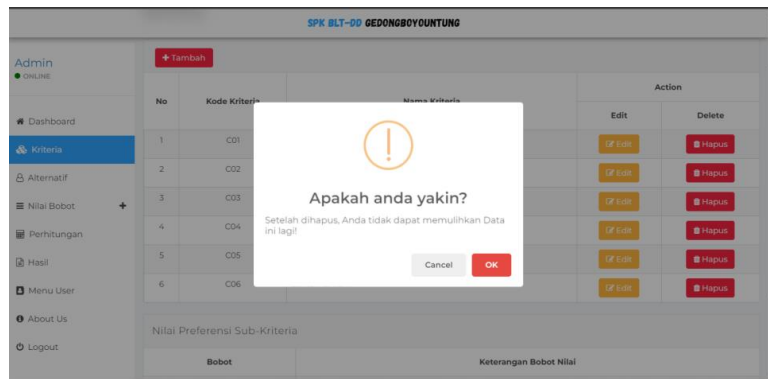 SPK BLT-DD GEDONGBOYOUNTUNG
Admin
ONLINE
Dashboard
Kriteria
Alternatif
Nilai Bobot +
Perhitungan
Hasil
Menu User
About Us
Logout
+ Tambah
No Kode Kriteria Nama Kriteria Action
Edit Delete
1 C01 Edit Hapus
2 C02 Edit Hapus
3 C03 Edit Hapus
4 C04 Edit Hapus
5 C05 Edit Hapus
6 C06 Edit Hapus
!
Apakah anda yakin?
Setelah dihapus, Anda tidak dapat memulihkan Data
ini lagi!
Cancel OK
Nilai Preferensi Sub-Kriteria
Bobot Keterangan Bobot Nilai